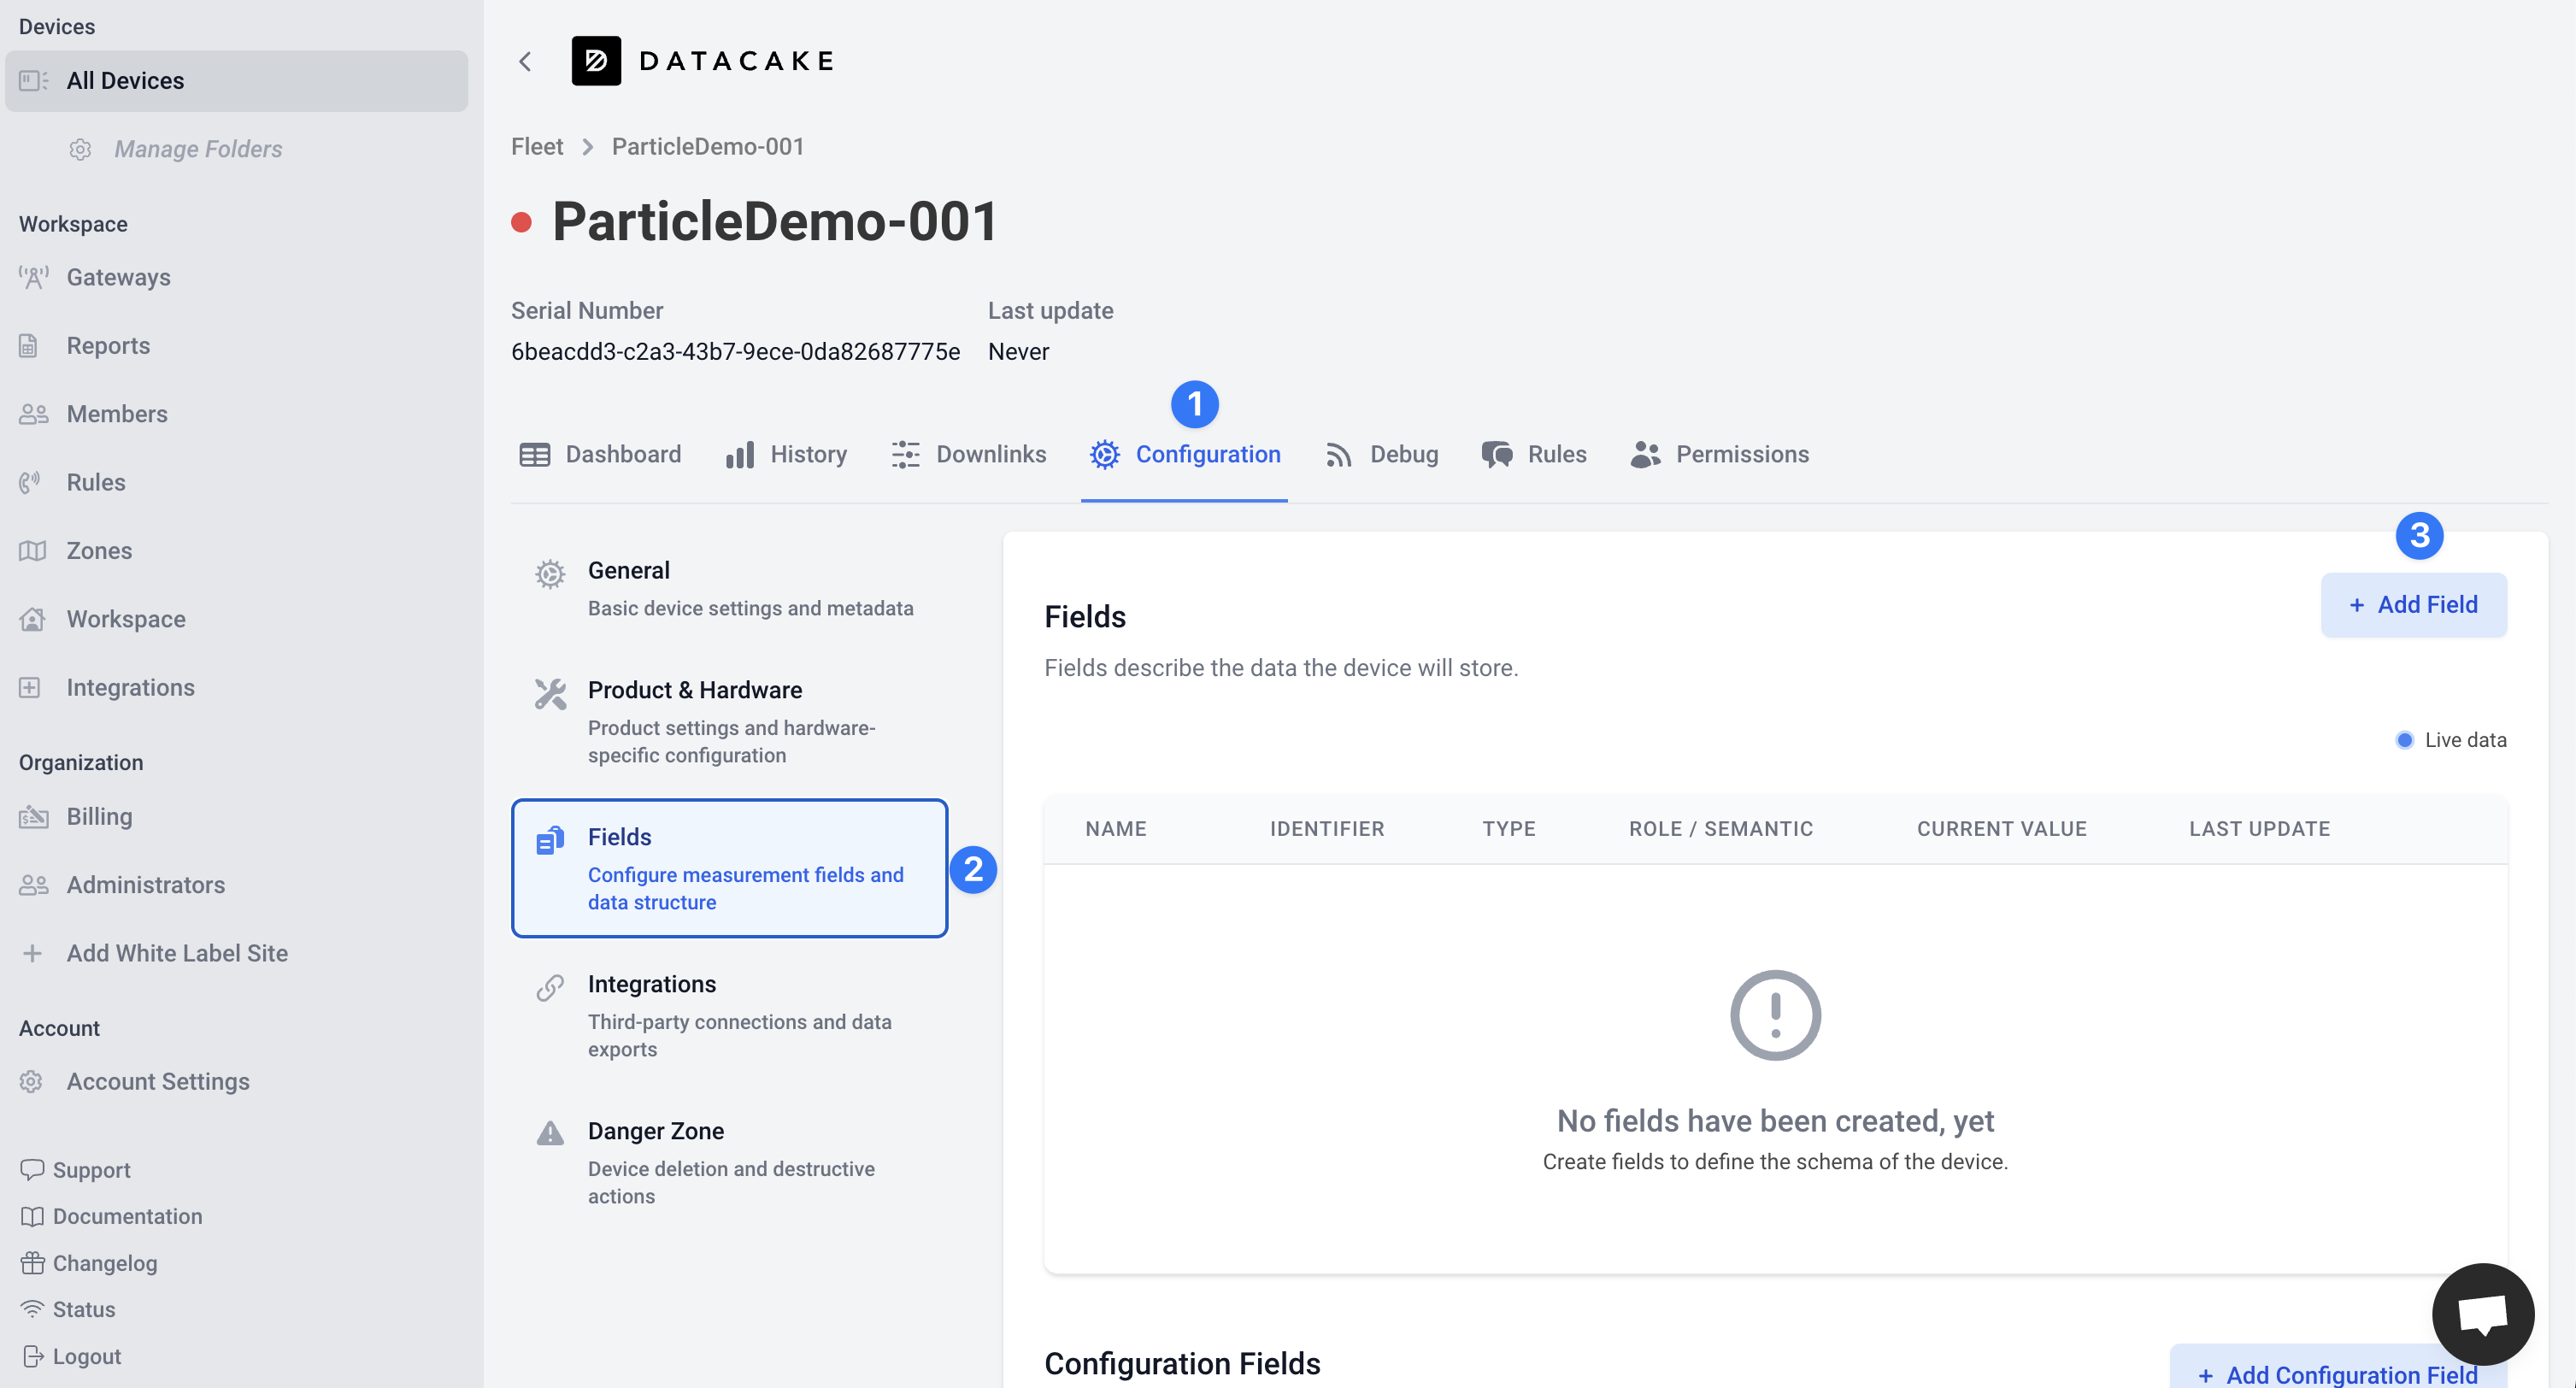 Devices
All Devices
Manage Folders
Workspace
Gateways
Reports
Members
Rules
Zones
Workspace
Integrations
Organization
Billing
Administrators
Add White Label Site
Account
Account Settings
Support
Documentation
Changelog
Status
Logout
DATACAKE
Fleet > ParticleDemo-001
ParticleDemo-001
Serial Number Last update
6beacdd3-c2a3-43b7-9ece-0da82687775e Never
1
Dashboard History Downlinks Configuration Debug Rules Permissions
General
Basic device settings and metadata
Product & Hardware
Product settings and hardware-
specific configuration
Fields
Configure measurement fields and
data structure
2
Integrations
Third-party connections and data
exports
Danger Zone
Device deletion and destructive
actions
3
+ Add Field
Fields
Fields describe the data the device will store.
Live data
NAME IDENTIFIER TYPE ROLE / SEMANTIC CURRENT VALUE LAST UPDATE
No fields have been created, yet
Create fields to define the schema of the device.
Configuration Fields
+ Add Configuration Field